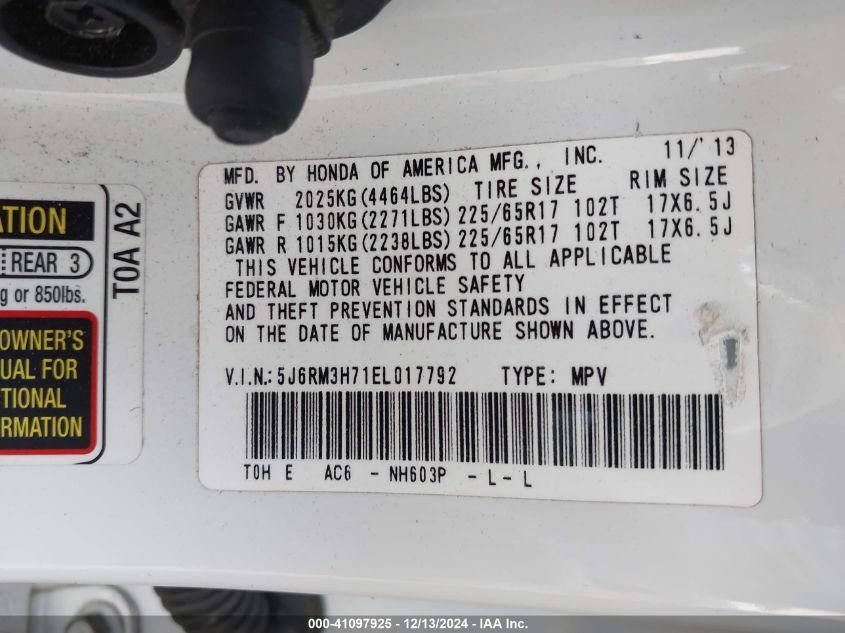 ATION
REAR 3
g or 850lbs.
OWNER'S
UAL FOR
TIONAL
RMATION
T0A A2
MFD. BY HONDA OF AMERICA MFG., INC. 11/'13
GVWR 2025KG(4464LBS) TIRE SIZE RIM SIZE
GAWR F 1030KG(2271LBS) 225/65R17 102T 17X6.5J
GAWR R 1015KG(2238LBS) 225/65R17 102T 17X6.5J
THIS VEHICLE CONFORMS TO ALL APPLICABLE
FEDERAL MOTOR VEHICLE SAFETY
AND THEFT PREVENTION STANDARDS IN EFFECT
ON THE DATE OF MANUFACTURE SHOWN ABOVE.
V.I.N.: 5J6RM3H71EL017792 TYPE: MPV
T0H E AC6 - NH603P - L - L
000-41097925 - 12/13/2024 - IAA Inc.